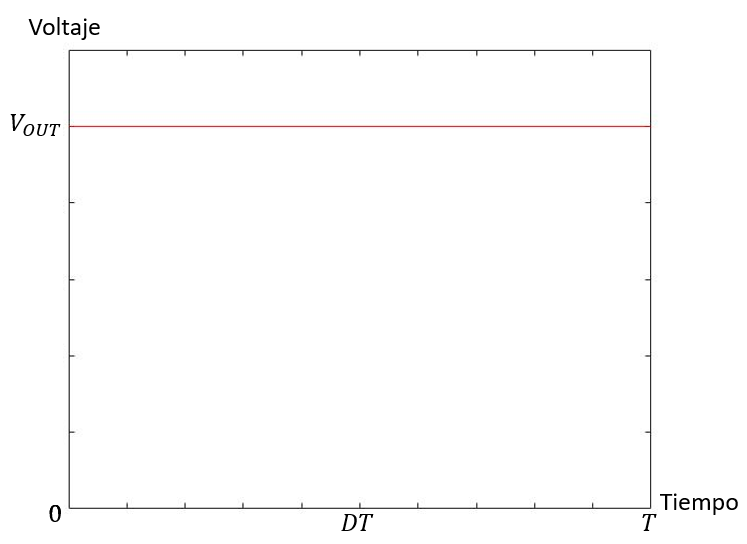 Voltaje
V_OUT
0
DT
T
Tiempo